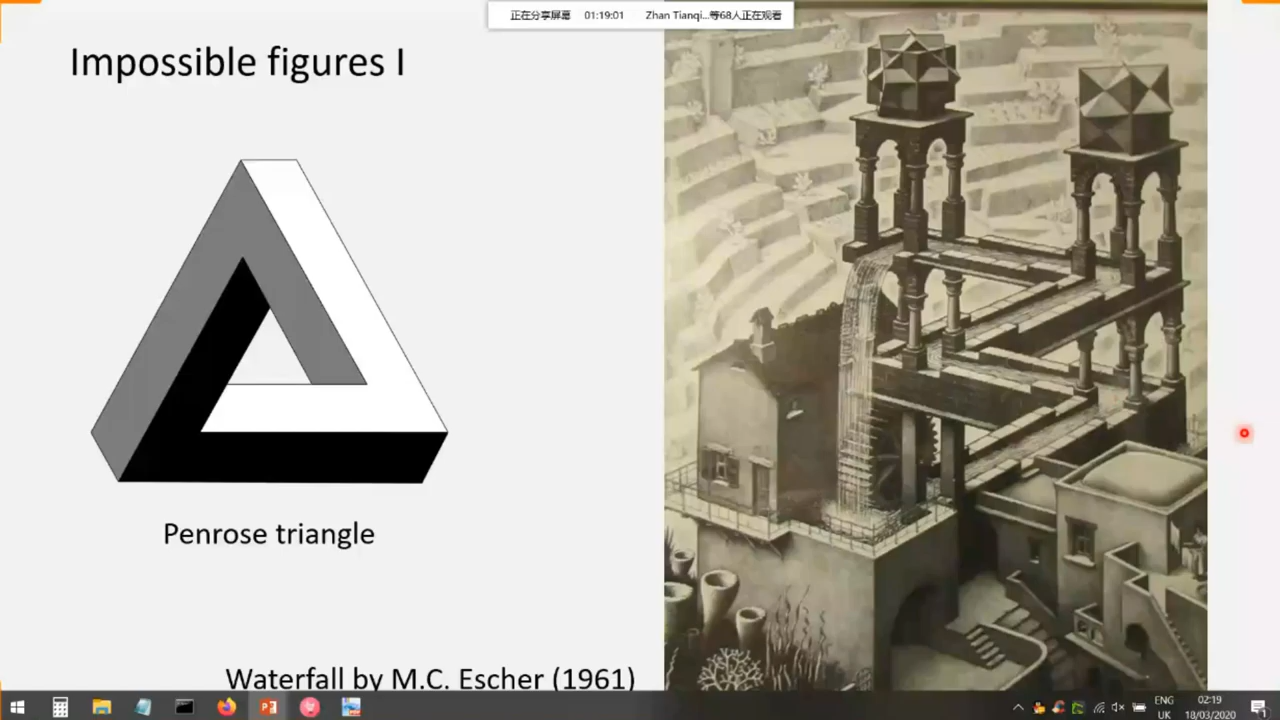 正在分享屏幕 01:19:01 Zhan Tianqi...等68人正在观看
Impossible figures I
Penrose triangle
Waterfall by M.C. Escher (1961)
ENG
UK
02:19
18/03/2020